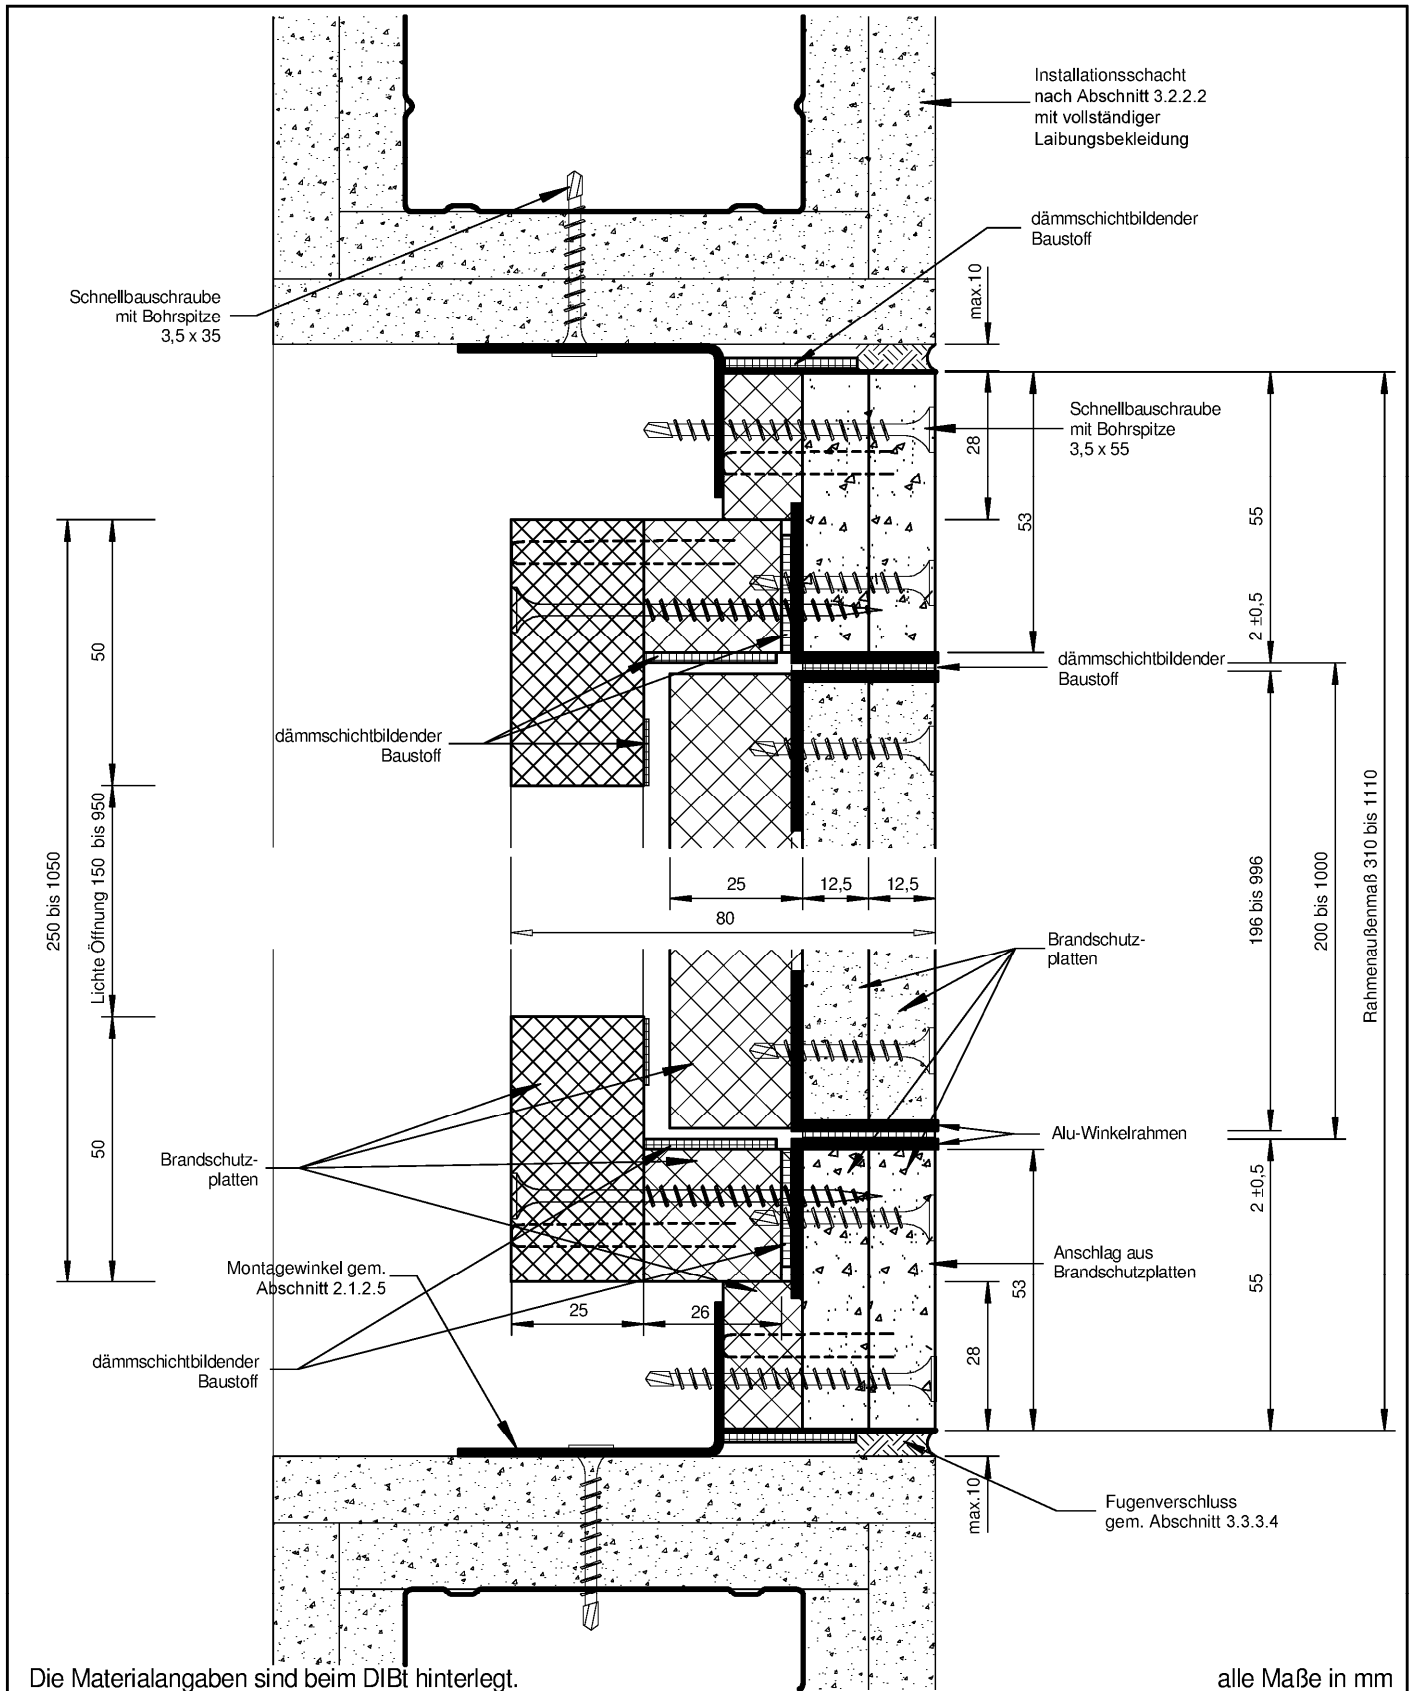 Installationsschacht
nach Abschnitt 3.2.2.2
mit vollständiger
Laibungsbekleidung
dämmschichtbildender
Baustoff
max.10
Schnellbauschraube
mit Bohrspitze
3,5 x 35
Schnellbauschraube
mit Bohrspitze
3,5 x 55
28
53
55
2 ±0,5
50
dämmschichtbildender
Baustoff
dämmschichtbildender
Baustoff
250 bis 1050
Lichte Öffnung 150 bis 950
25
12,5
12,5
80
196 bis 996
200 bis 1000
Rahmenaußenmaß 310 bis 1110
Brandschutz-
platten
Alu-Winkelrahmen
50
Brandschutz-
platten
2 ±0,5
Montagewinkel gem.
Abschnitt 2.1.2.5
Anschlag aus
Brandschutzplatten
53
55
25
26
28
dämmschichtbildender
Baustoff
max.10
Fugenverschluss
gem. Abschnitt 3.3.3.4
Die Materialangaben sind beim DIBt hinterlegt.
alle Maße in mm